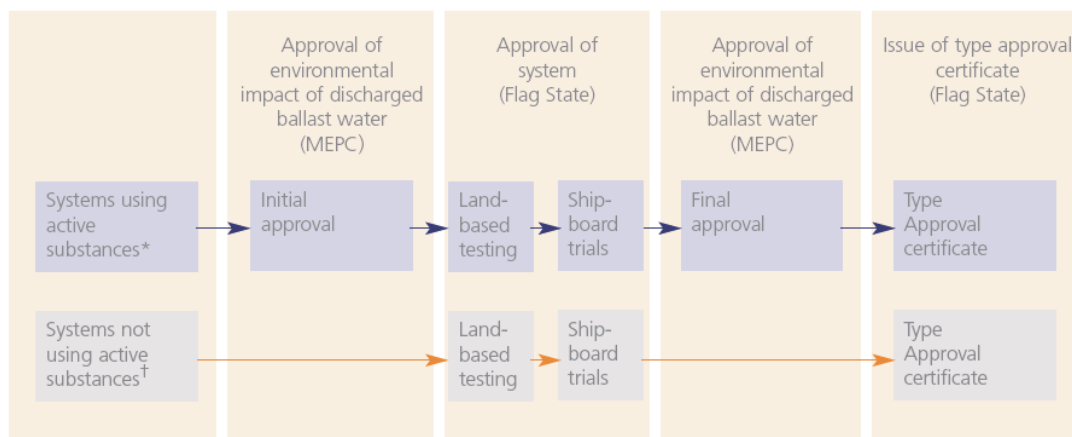 Approval of
environmental
impact of discharged
ballast water
(MEPC)
Approval of
system
(Flag State)
Approval of
environmental
impact of discharged
ballast water
(MEPC)
Issue of type approval
certificate
(Flag State)
Systems using
active
substances*
Initial
approval
Land-
based
testing
Ship-
board
trials
Final
approval
Type
Approval
certificate
Systems not
using active
substances†
Land-
based
testing
Ship-
board
trials
Type
Approval
certificate